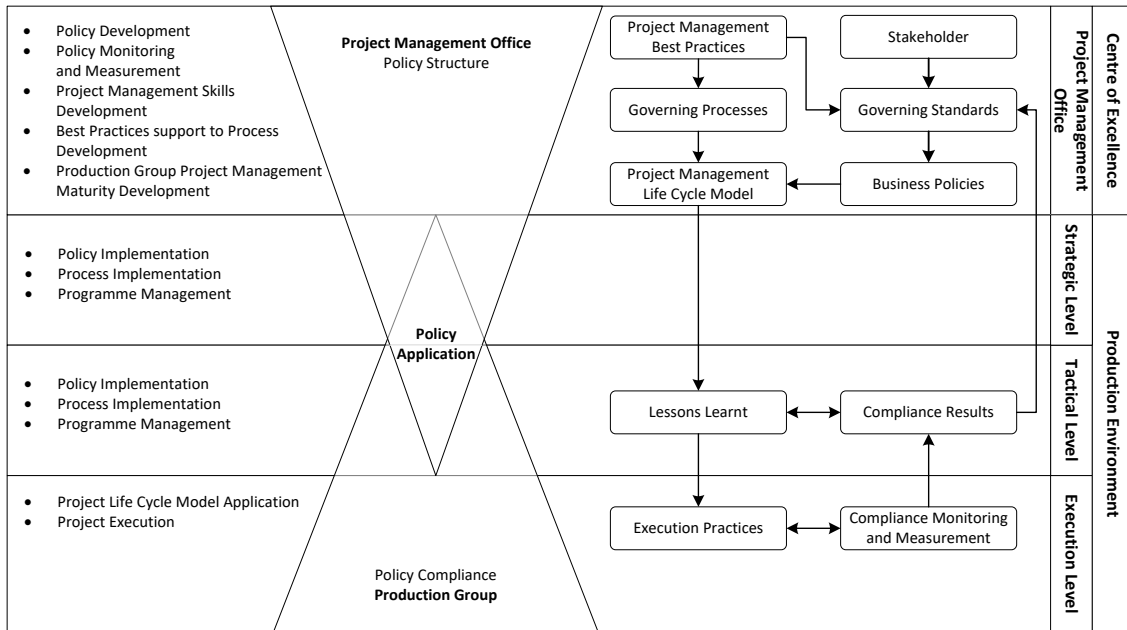 • Policy Development
• Policy Monitoring
and Measurement
• Project Management Skills
Development
• Best Practices support to Process
Development
• Production Group Project Management
Maturity Development
Project Management Office
Policy Structure
Project Management
Best Practices
Stakeholder
Governing Processes
Governing Standards
Project Management
Life Cycle Model
Business Policies
Project Management
Office
Centre of Excellence
• Policy Implementation
• Process Implementation
• Programme Management
Policy
Application
Strategic Level
• Policy Implementation
• Process Implementation
• Programme Management
Lessons Learnt
Compliance Results
Tactical Level
Production Environment
• Project Life Cycle Model Application
• Project Execution
Execution Practices
Compliance Monitoring
and Measurement
Policy Compliance
Production Group
Execution Level